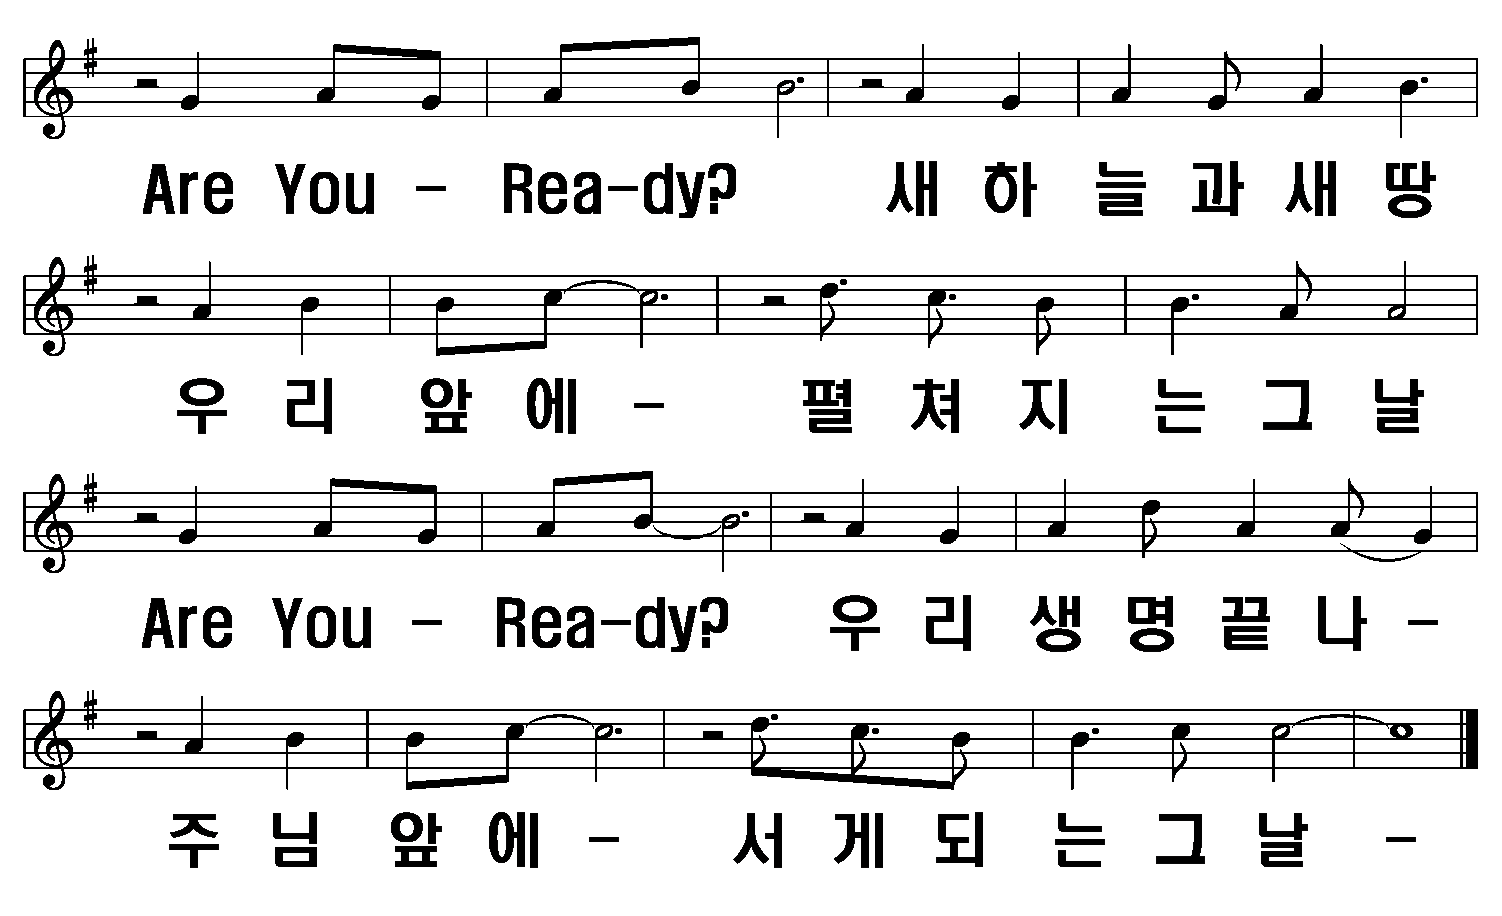 Are You - Rea-dy? 새 하 늘 과 새 땅
우 리 앞 에 - 펼 쳐 지 는 그 날
Are You - Rea-dy? 우 리 생 명 끝 나 -
주 님 앞 에 - 서 게 되 는 그 날 -